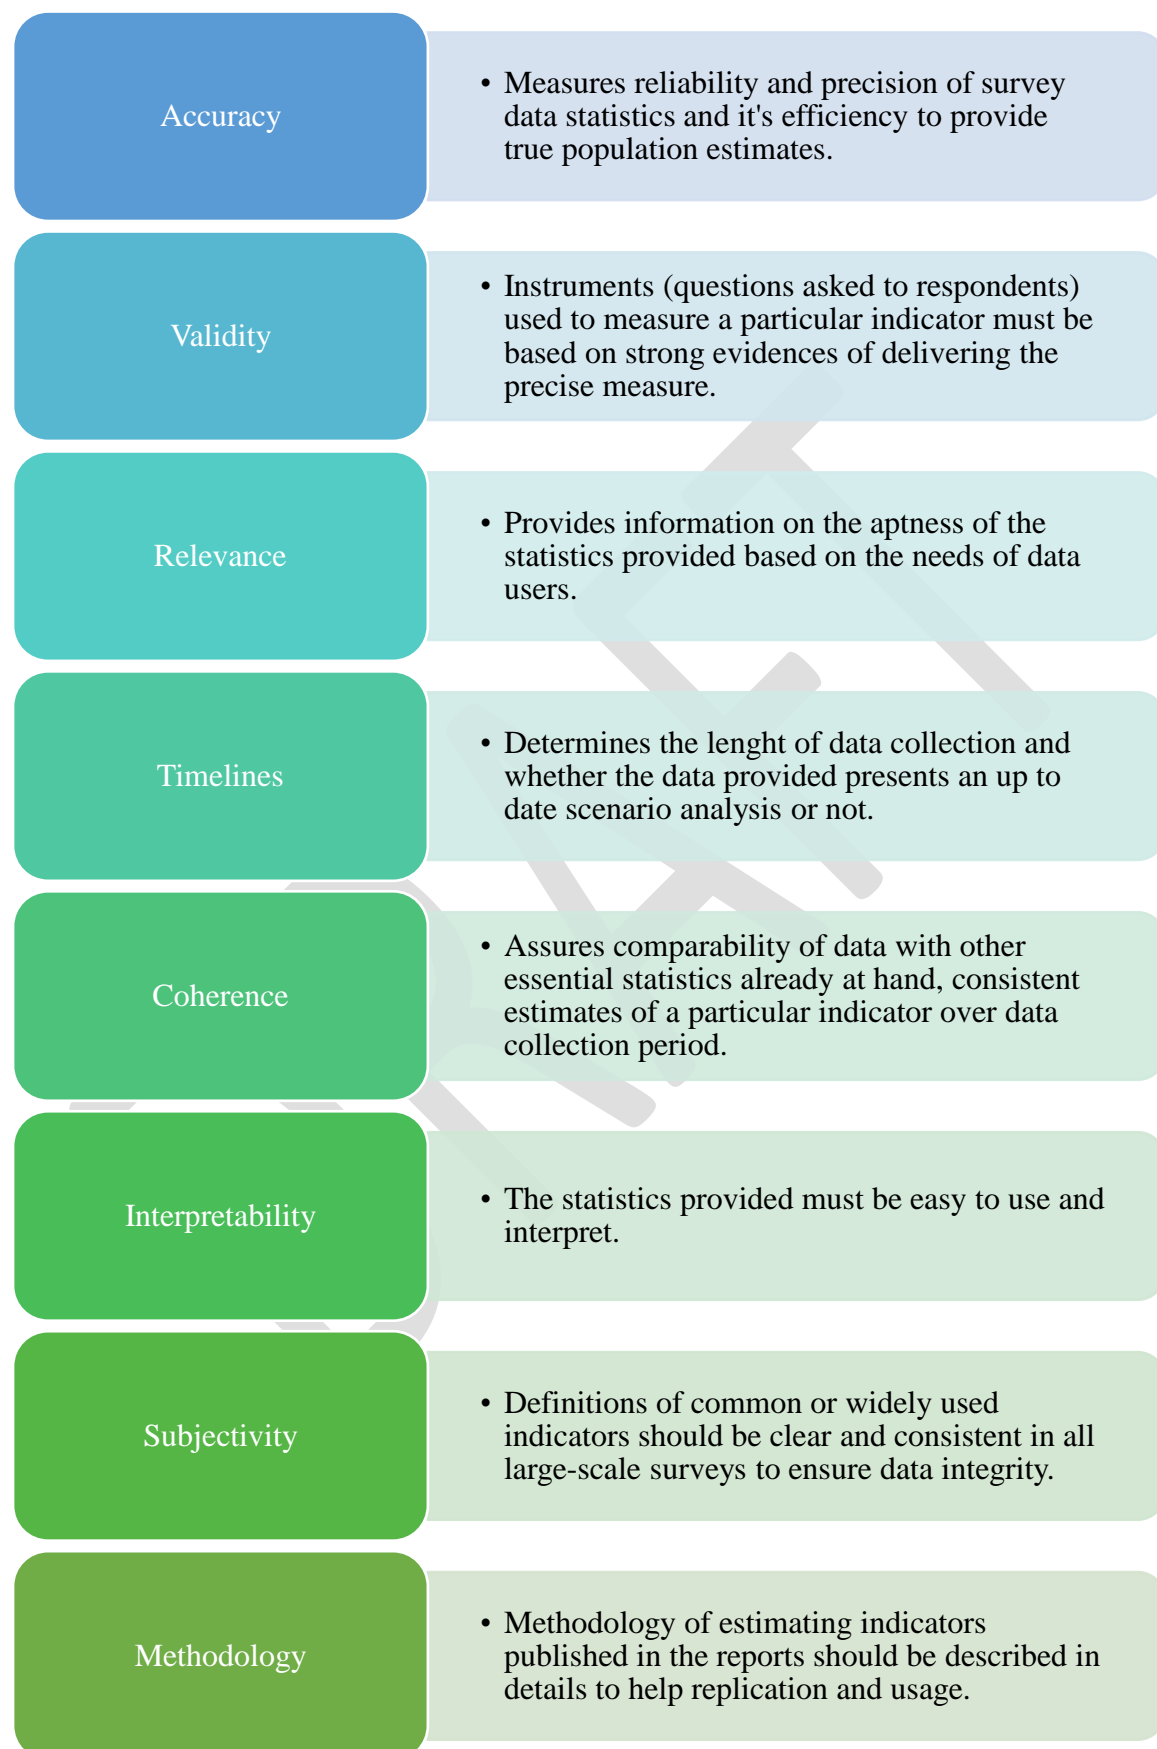 Accuracy
• Measures reliability and precision of survey
data statistics and it's efficiency to provide
true population estimates.
Validity
• Instruments (questions asked to respondents)
used to measure a particular indicator must be
based on strong evidences of delivering the
precise measure.
Relevance
• Provides information on the aptness of the
statistics provided based on the needs of data
users.
Timelines
• Determines the lenght of data collection and
whether the data provided presents an up to
date scenario analysis or not.
Coherence
• Assures comparability of data with other
essential statistics already at hand, consistent
estimates of a particular indicator over data
collection period.
Interpretability
• The statistics provided must be easy to use and
interpret.
Subjectivity
• Definitions of common or widely used
indicators should be clear and consistent in all
large-scale surveys to ensure data integrity.
Methodology
• Methodology of estimating indicators
published in the reports should be described in
details to help replication and usage.
DRAFT